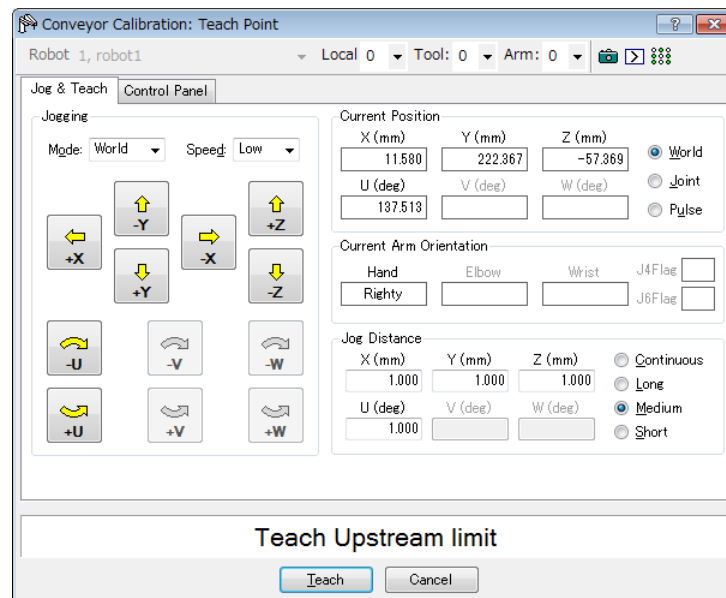 Conveyor Calibration: Teach Point
Robot 1, robot1 Local 0 Tool: 0 Arm: 0
Jog & Teach Control Panel
Jogging
Mode: World Speed: Low
-Y
+Z
+X
-X
+Y
-Z
-U -V -W
+U +V +W
Current Position
X (mm) Y (mm) Z (mm)
11.580 222.367 -57.369
U (deg) V (deg) W (deg)
137.513
World
Joint
Pulse
Current Arm Orientation
Hand Elbow Wrist J4Flag
Righty J6Flag
Jog Distance
X (mm) Y (mm) Z (mm)
1.000 1.000 1.000
U (deg) V (deg) W (deg)
1.000
Continuous
Long
Medium
Short
Teach Upstream limit
Teach Cancel